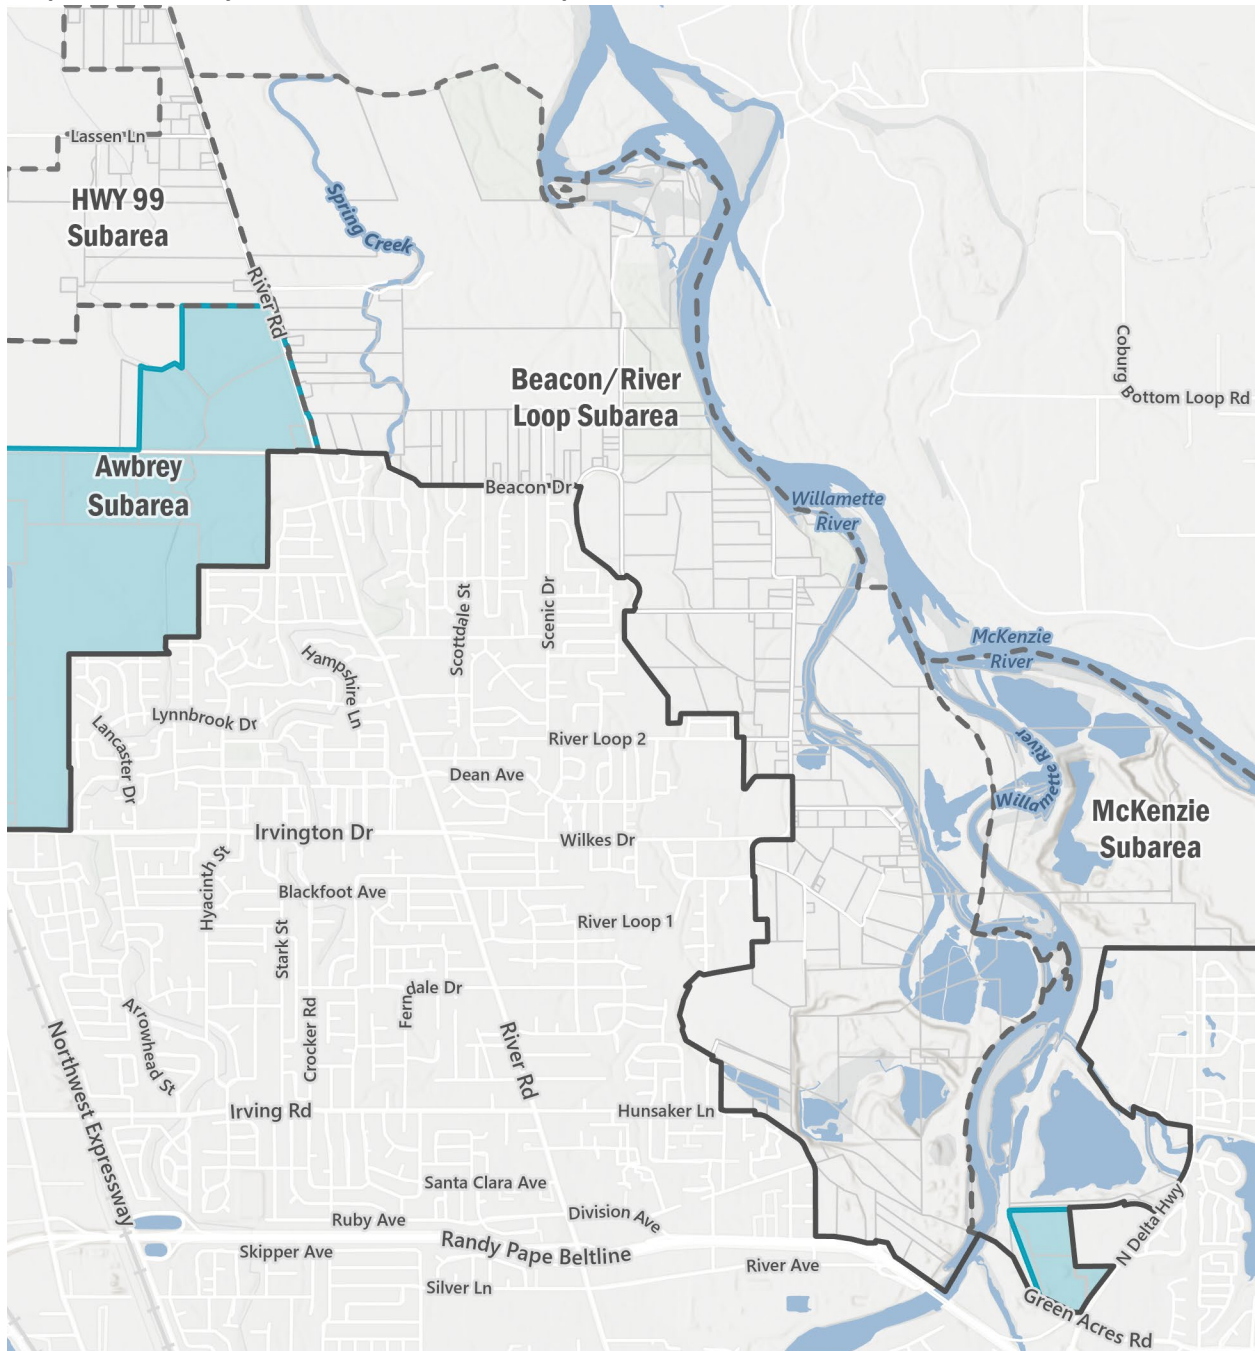 Lassen Ln
HWY 99
Subarea
Spring Creek
River Rd
Coburg Bottom Loop Rd
Beacon/River
Loop Subarea
Awbrey
Subarea
Beacon Dr
Willamette
River
Scottdale St
Scenic Dr
McKenzie
River
Hampshire Ln
Lynnbrook Dr
Lancaster Dr
River Loop 2
Willamette River
Dean Ave
McKenzie
Subarea
Irvington Dr
Wilkes Dr
Hyacinth St
Blackfoot Ave
River Loop 1
Stark St
Ferndale Dr
Arrowhead St
Crocker Rd
River Rd
Northwest Expressway
Irving Rd
Hunsaker Ln
Santa Clara Ave
Ruby Ave
Division Ave
N Delta Hwy
Skipper Ave
Randy Pape Beltline
River Ave
Silver Ln
Green Acres Rd